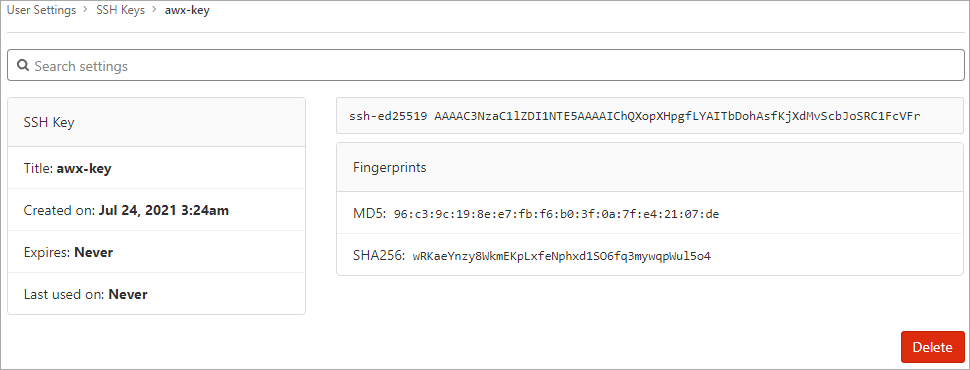 User Settings > SSH Keys > awx-key
Search settings
SSH Key
Title: awx-key
Created on: Jul 24, 2021 3:24am
Expires: Never
Last used on: Never
ssh-ed25519 AAAAC3NzaC1lZDI1NTE5AAAAIChQXopXHpgfLYAITbDohAsfKjXdMvScbJoSRC1FcVFr
Fingerprints
MD5: 96:c3:9c:19:8e:e7:fb:f6:b0:3f:0a:7f:e4:21:07:de
SHA256: wRKaeYnzy8WkmEKpLxfeNphxd1SO6fq3mywqpWul5o4
Delete